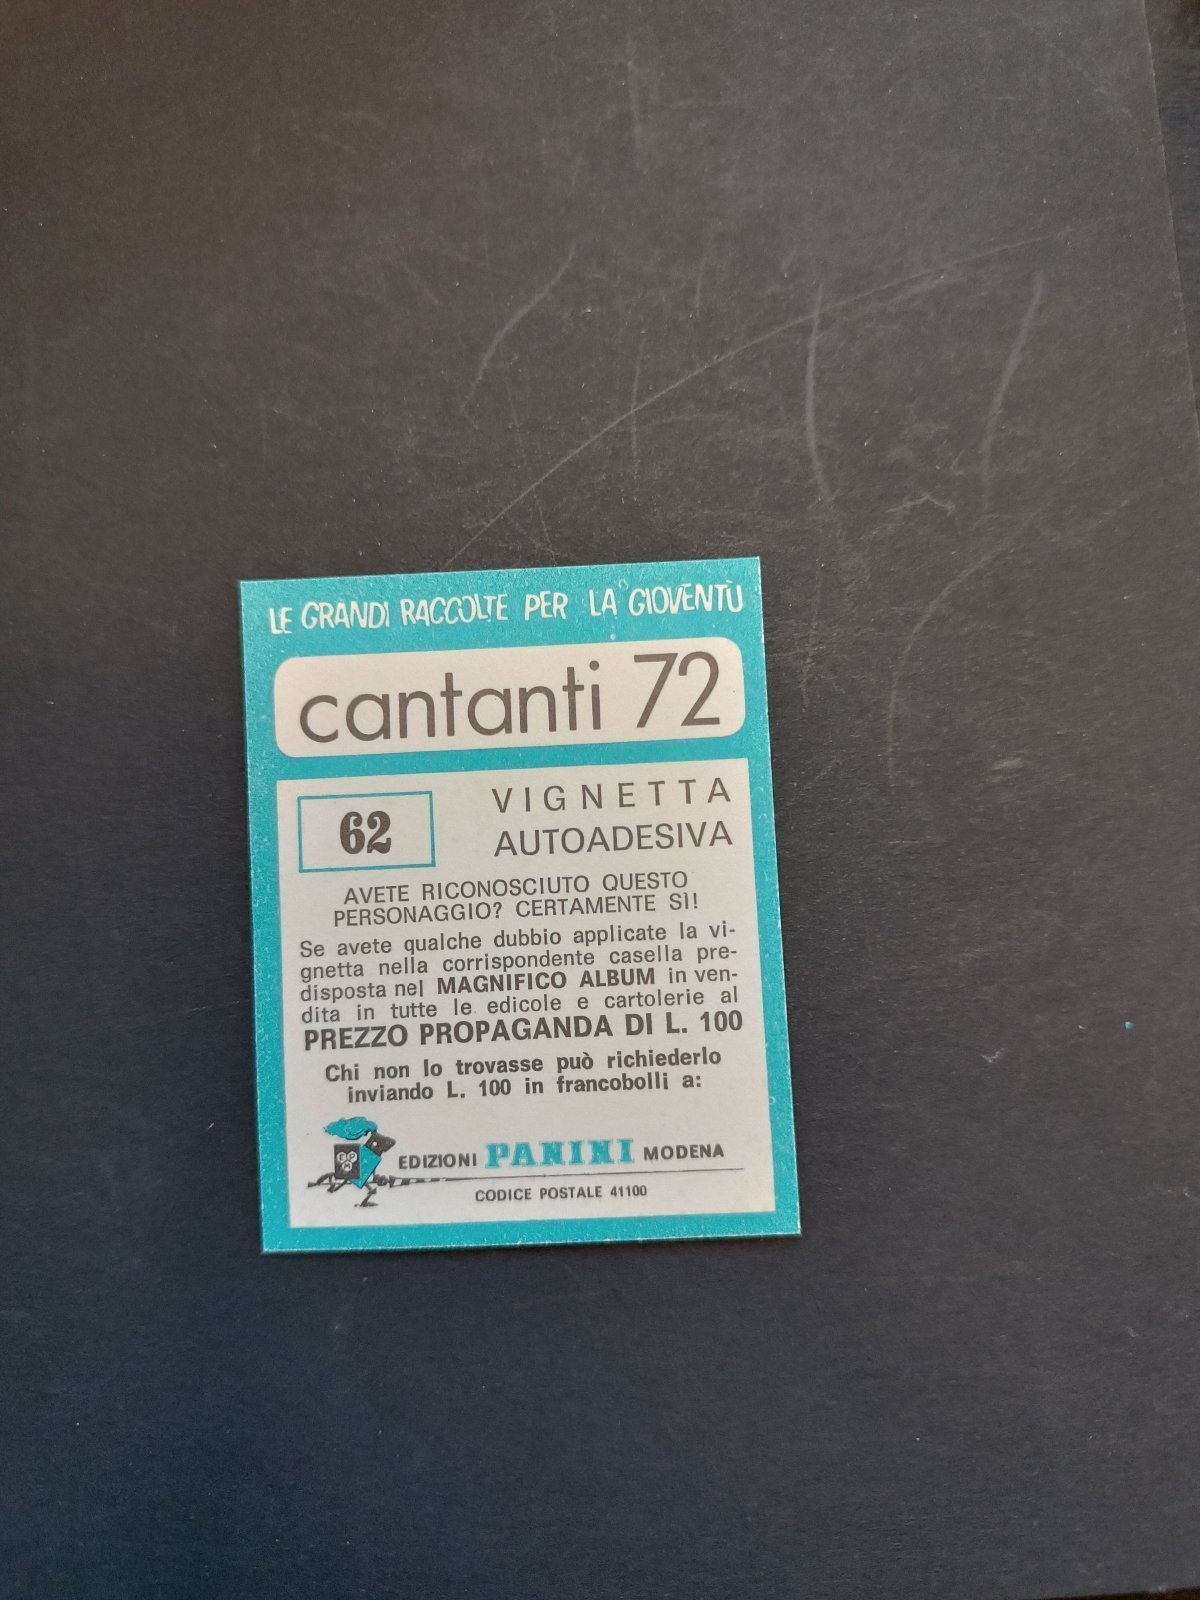 LE GRANDI RACCOLTE PER LA GIOVENTÙ
cantanti 72
62
VIGNETTA
AUTOADESIVA
AVETE RICONOSCIUTO QUESTO
PERSONAGGIO? CERTAMENTE SÌ!
Se avete qualche dubbio applicate la vi-
gnetta nella corrispondente casella pre-
disposta nel MAGNIFICO ALBUM in ven-
dita in tutte le edicole e cartolerie al
PREZZO PROPAGANDA DI L. 100
Chi non lo trovasse può richiederlo
inviando L. 100 in francobolli a:
EPM
EDIZIONI PANINI MODENA
CODICE POSTALE 41100